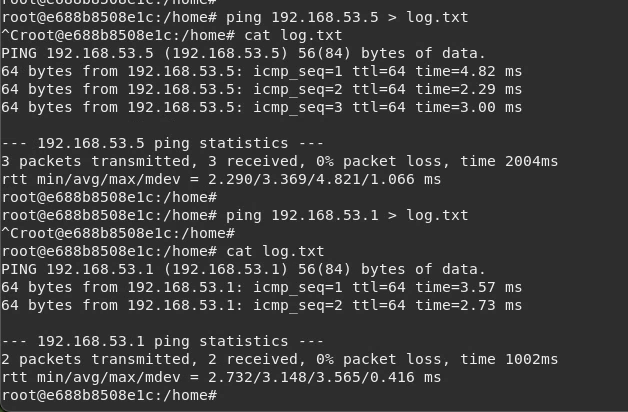 root@e688b8508e1c:/home#
root@e688b8508e1c:/home# ping 192.168.53.5 > log.txt
^Croot@e688b8508e1c:/home# cat log.txt
PING 192.168.53.5 (192.168.53.5) 56(84) bytes of data.
64 bytes from 192.168.53.5: icmp_seq=1 ttl=64 time=4.82 ms
64 bytes from 192.168.53.5: icmp_seq=2 ttl=64 time=2.29 ms
64 bytes from 192.168.53.5: icmp_seq=3 ttl=64 time=3.00 ms

--- 192.168.53.5 ping statistics ---
3 packets transmitted, 3 received, 0% packet loss, time 2004ms
rtt min/avg/max/mdev = 2.290/3.369/4.821/1.066 ms
root@e688b8508e1c:/home#
root@e688b8508e1c:/home# ping 192.168.53.1 > log.txt
^Croot@e688b8508e1c:/home#
root@e688b8508e1c:/home# cat log.txt
PING 192.168.53.1 (192.168.53.1) 56(84) bytes of data.
64 bytes from 192.168.53.1: icmp_seq=1 ttl=64 time=3.57 ms
64 bytes from 192.168.53.1: icmp_seq=2 ttl=64 time=2.73 ms

--- 192.168.53.1 ping statistics ---
2 packets transmitted, 2 received, 0% packet loss, time 1002ms
rtt min/avg/max/mdev = 2.732/3.148/3.565/0.416 ms
root@e688b8508e1c:/home#